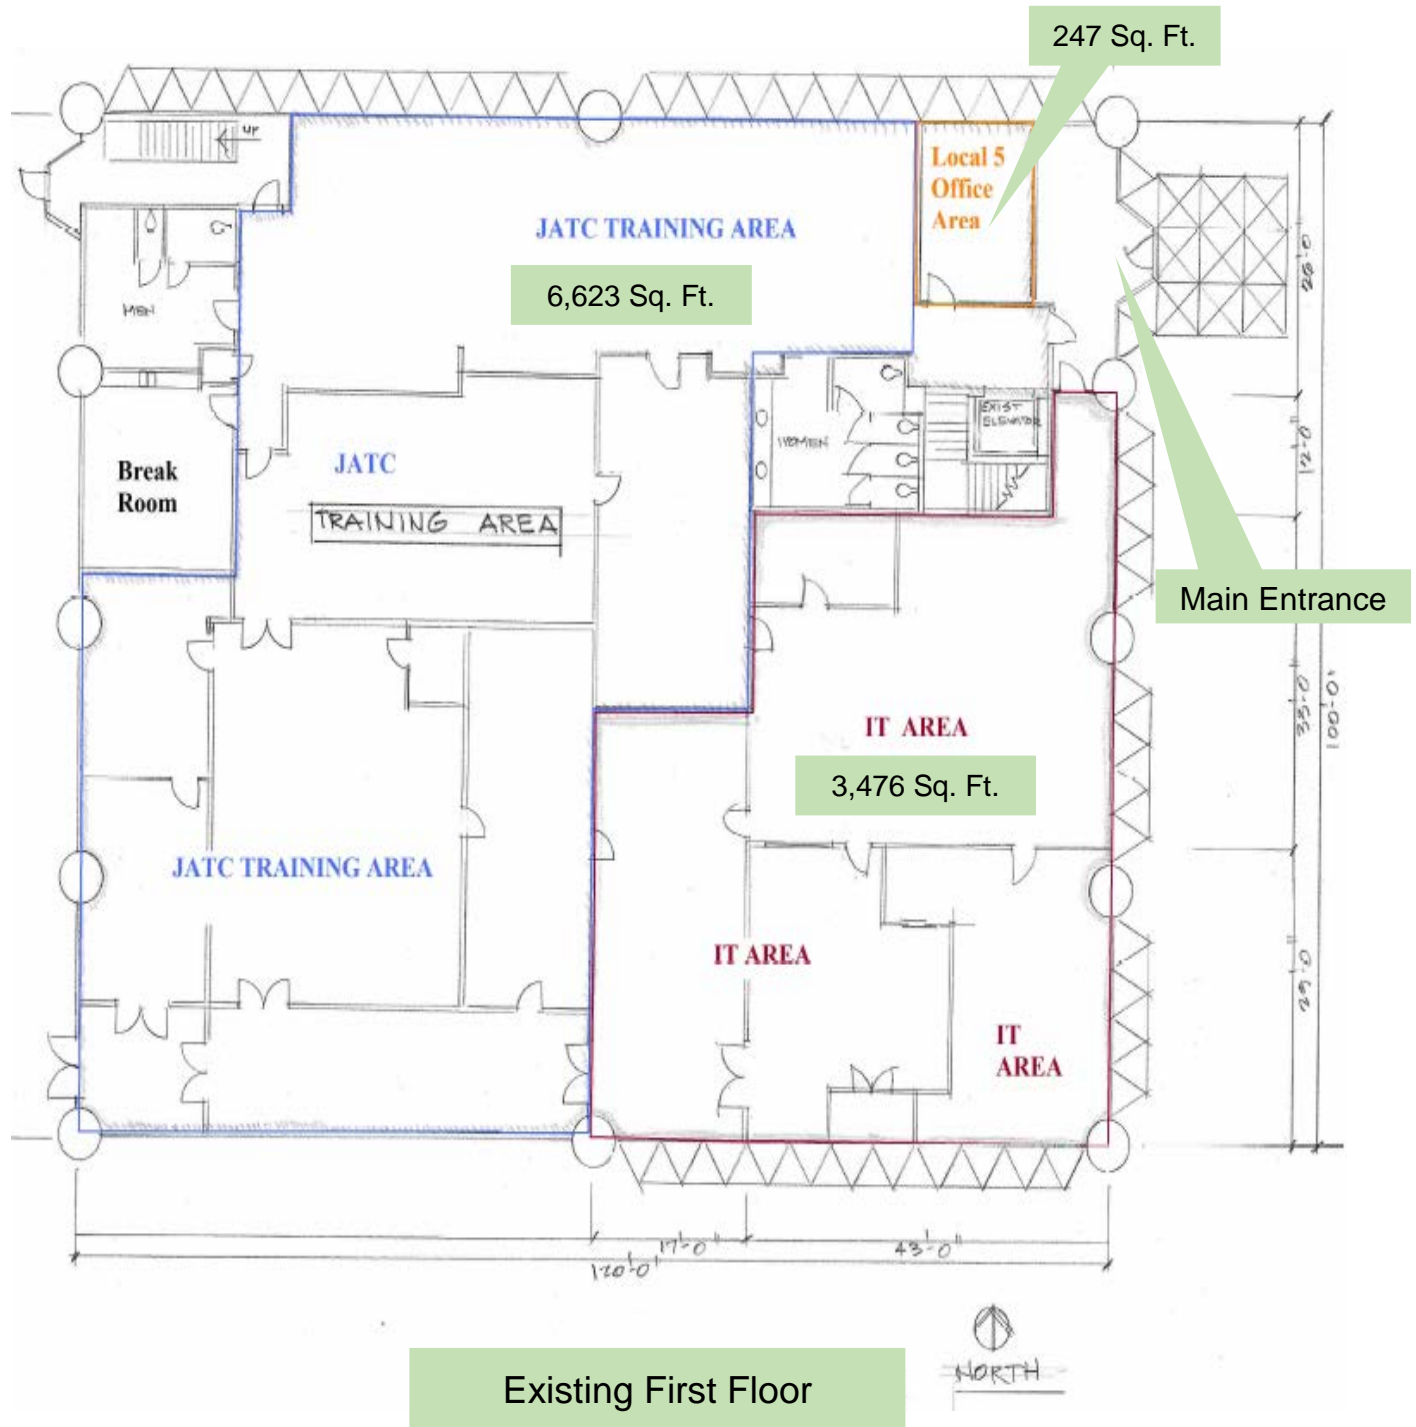 247 Sq. Ft.
UP
Local 5
Office
Area
JATC TRAINING AREA
6,623 Sq. Ft.
26'-0"
MEN
EXIST
ELEVATOR
WOMEN
12'-0"
JATC
Break
Room
TRAINING AREA
Main Entrance
33'-0"
100'-0"
IT AREA
3,476 Sq. Ft.
JATC TRAINING AREA
IT AREA
29'-0"
IT
AREA
17'-0"
43'-0"
120'-0"
NORTH
Existing First Floor